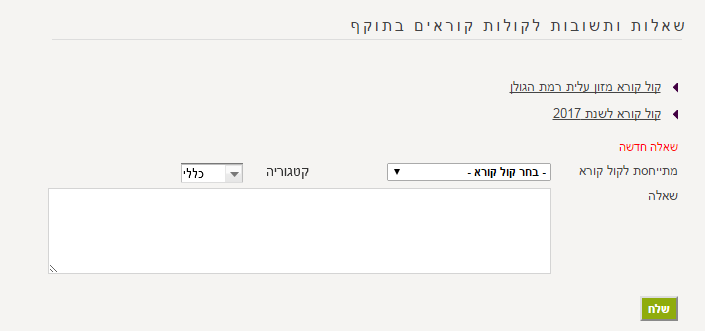 שאלות ותשובות לקולות קוראים בתוקף
קול קורא מזון עלית רמת הגולן
קול קורא לשנת 2017
שאלה חדשה
מתייחסת לקול קורא - בחר קול קורא - קטגוריה כללי
שאלה
שלח